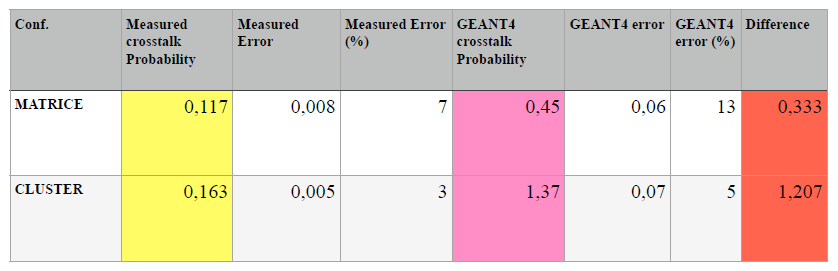 Conf.
Measured crosstalk Probability
Measured Error
Measured Error (%)
GEANT4 crosstalk Probability
GEANT4 error
GEANT4 error (%)
Difference
MATRICE 0,117 0,008 7 0,45 0,06 13 0,333
CLUSTER 0,163 0,005 3 1,37 0,07 5 1,207